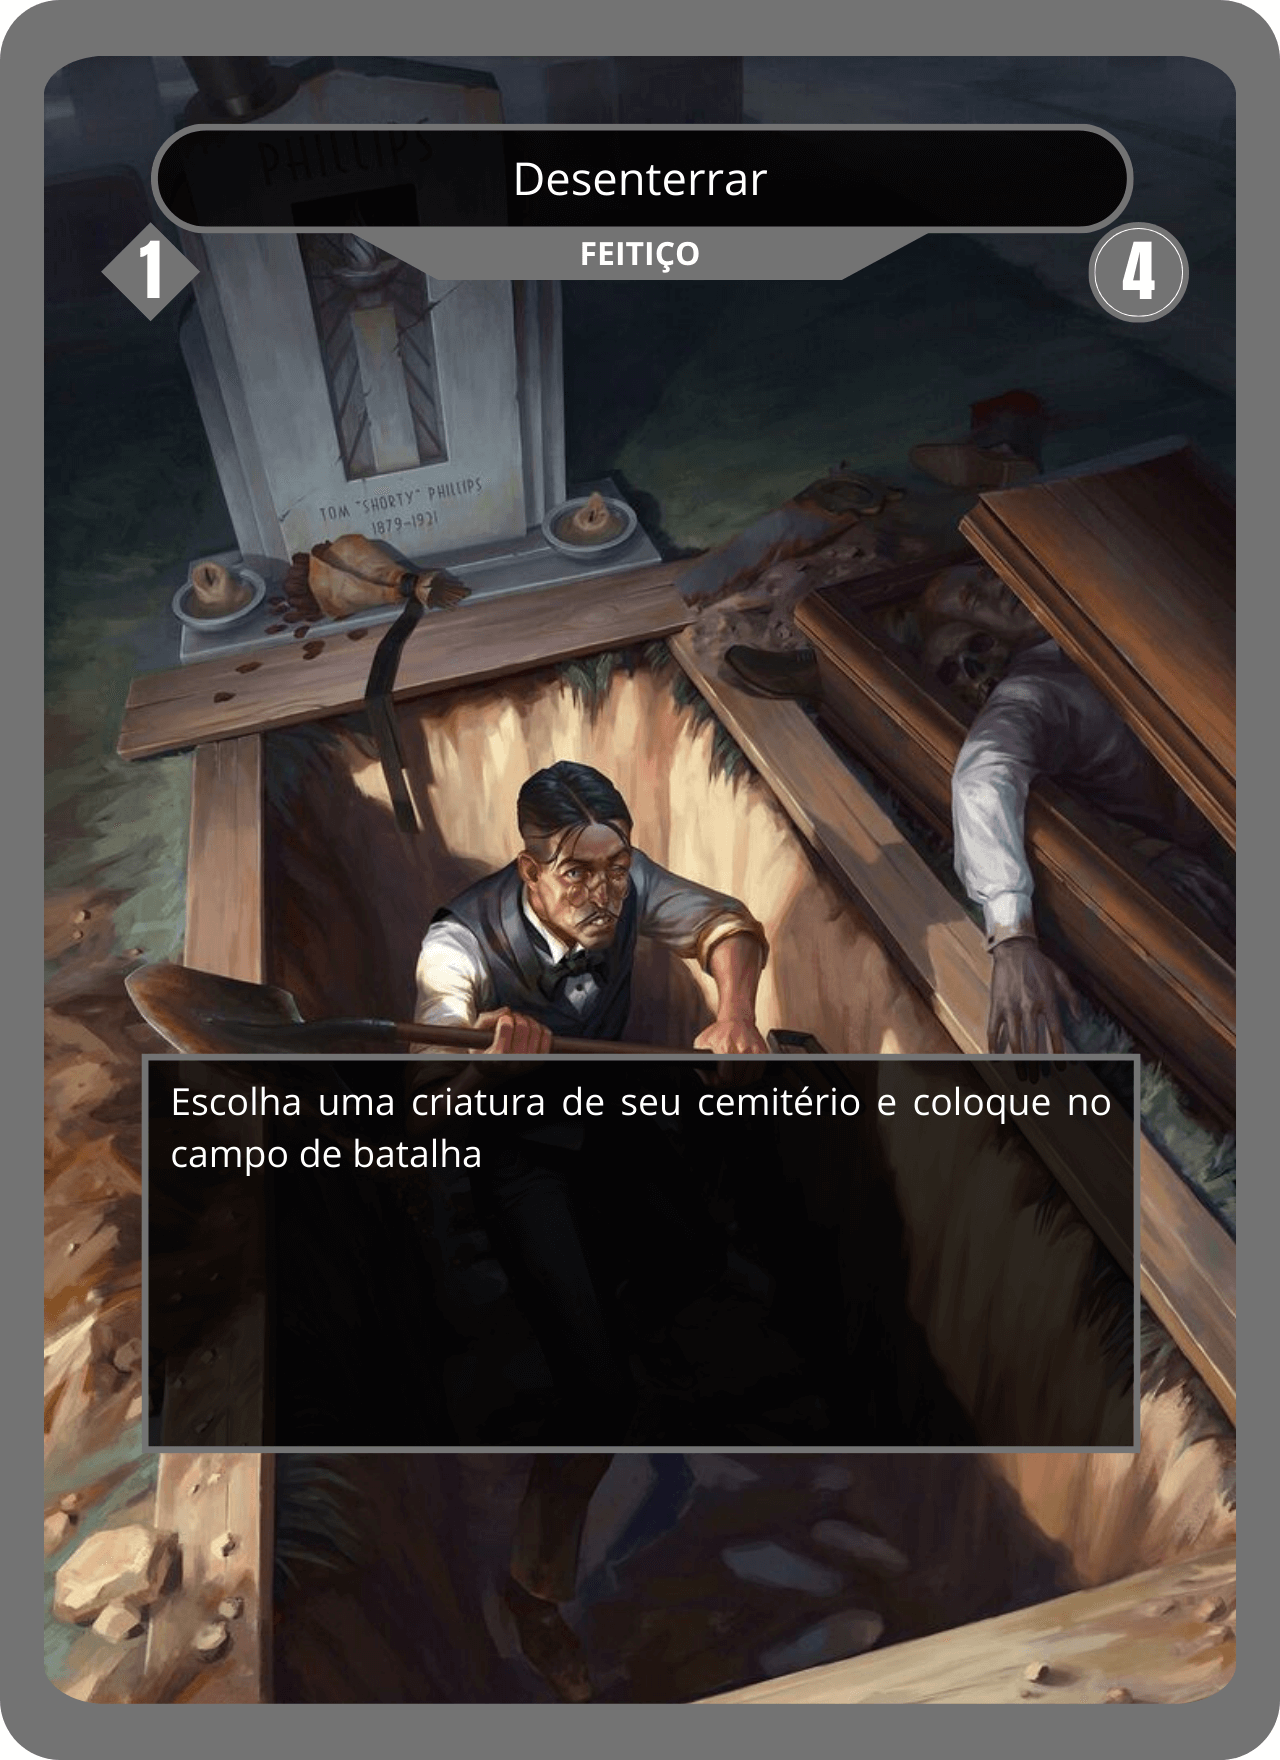 PHILLIPS
Desenterrar
FEITIÇO
1
4
TOM "SHORTY" PHILLIPS
1879-1921
Escolha uma criatura de seu cemitério e coloque no
campo de batalha